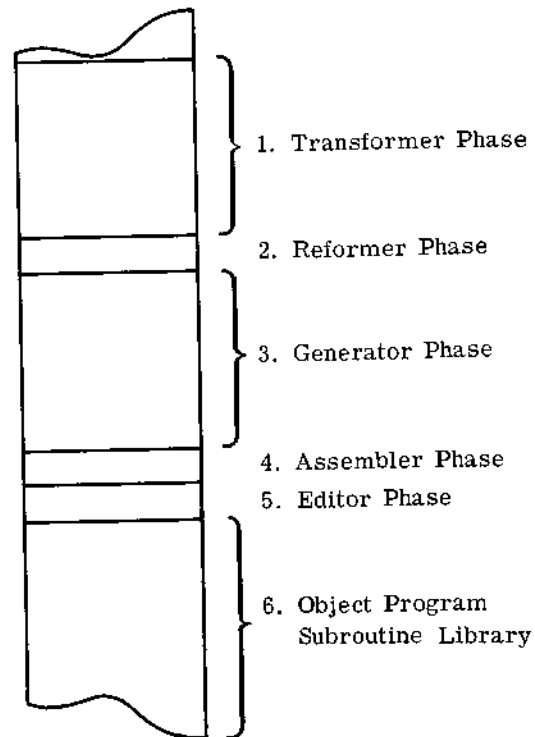 1. Transformer Phase
2. Reformer Phase
3. Generator Phase
4. Assembler Phase
5. Editor Phase
6. Object Program
Subroutine Library